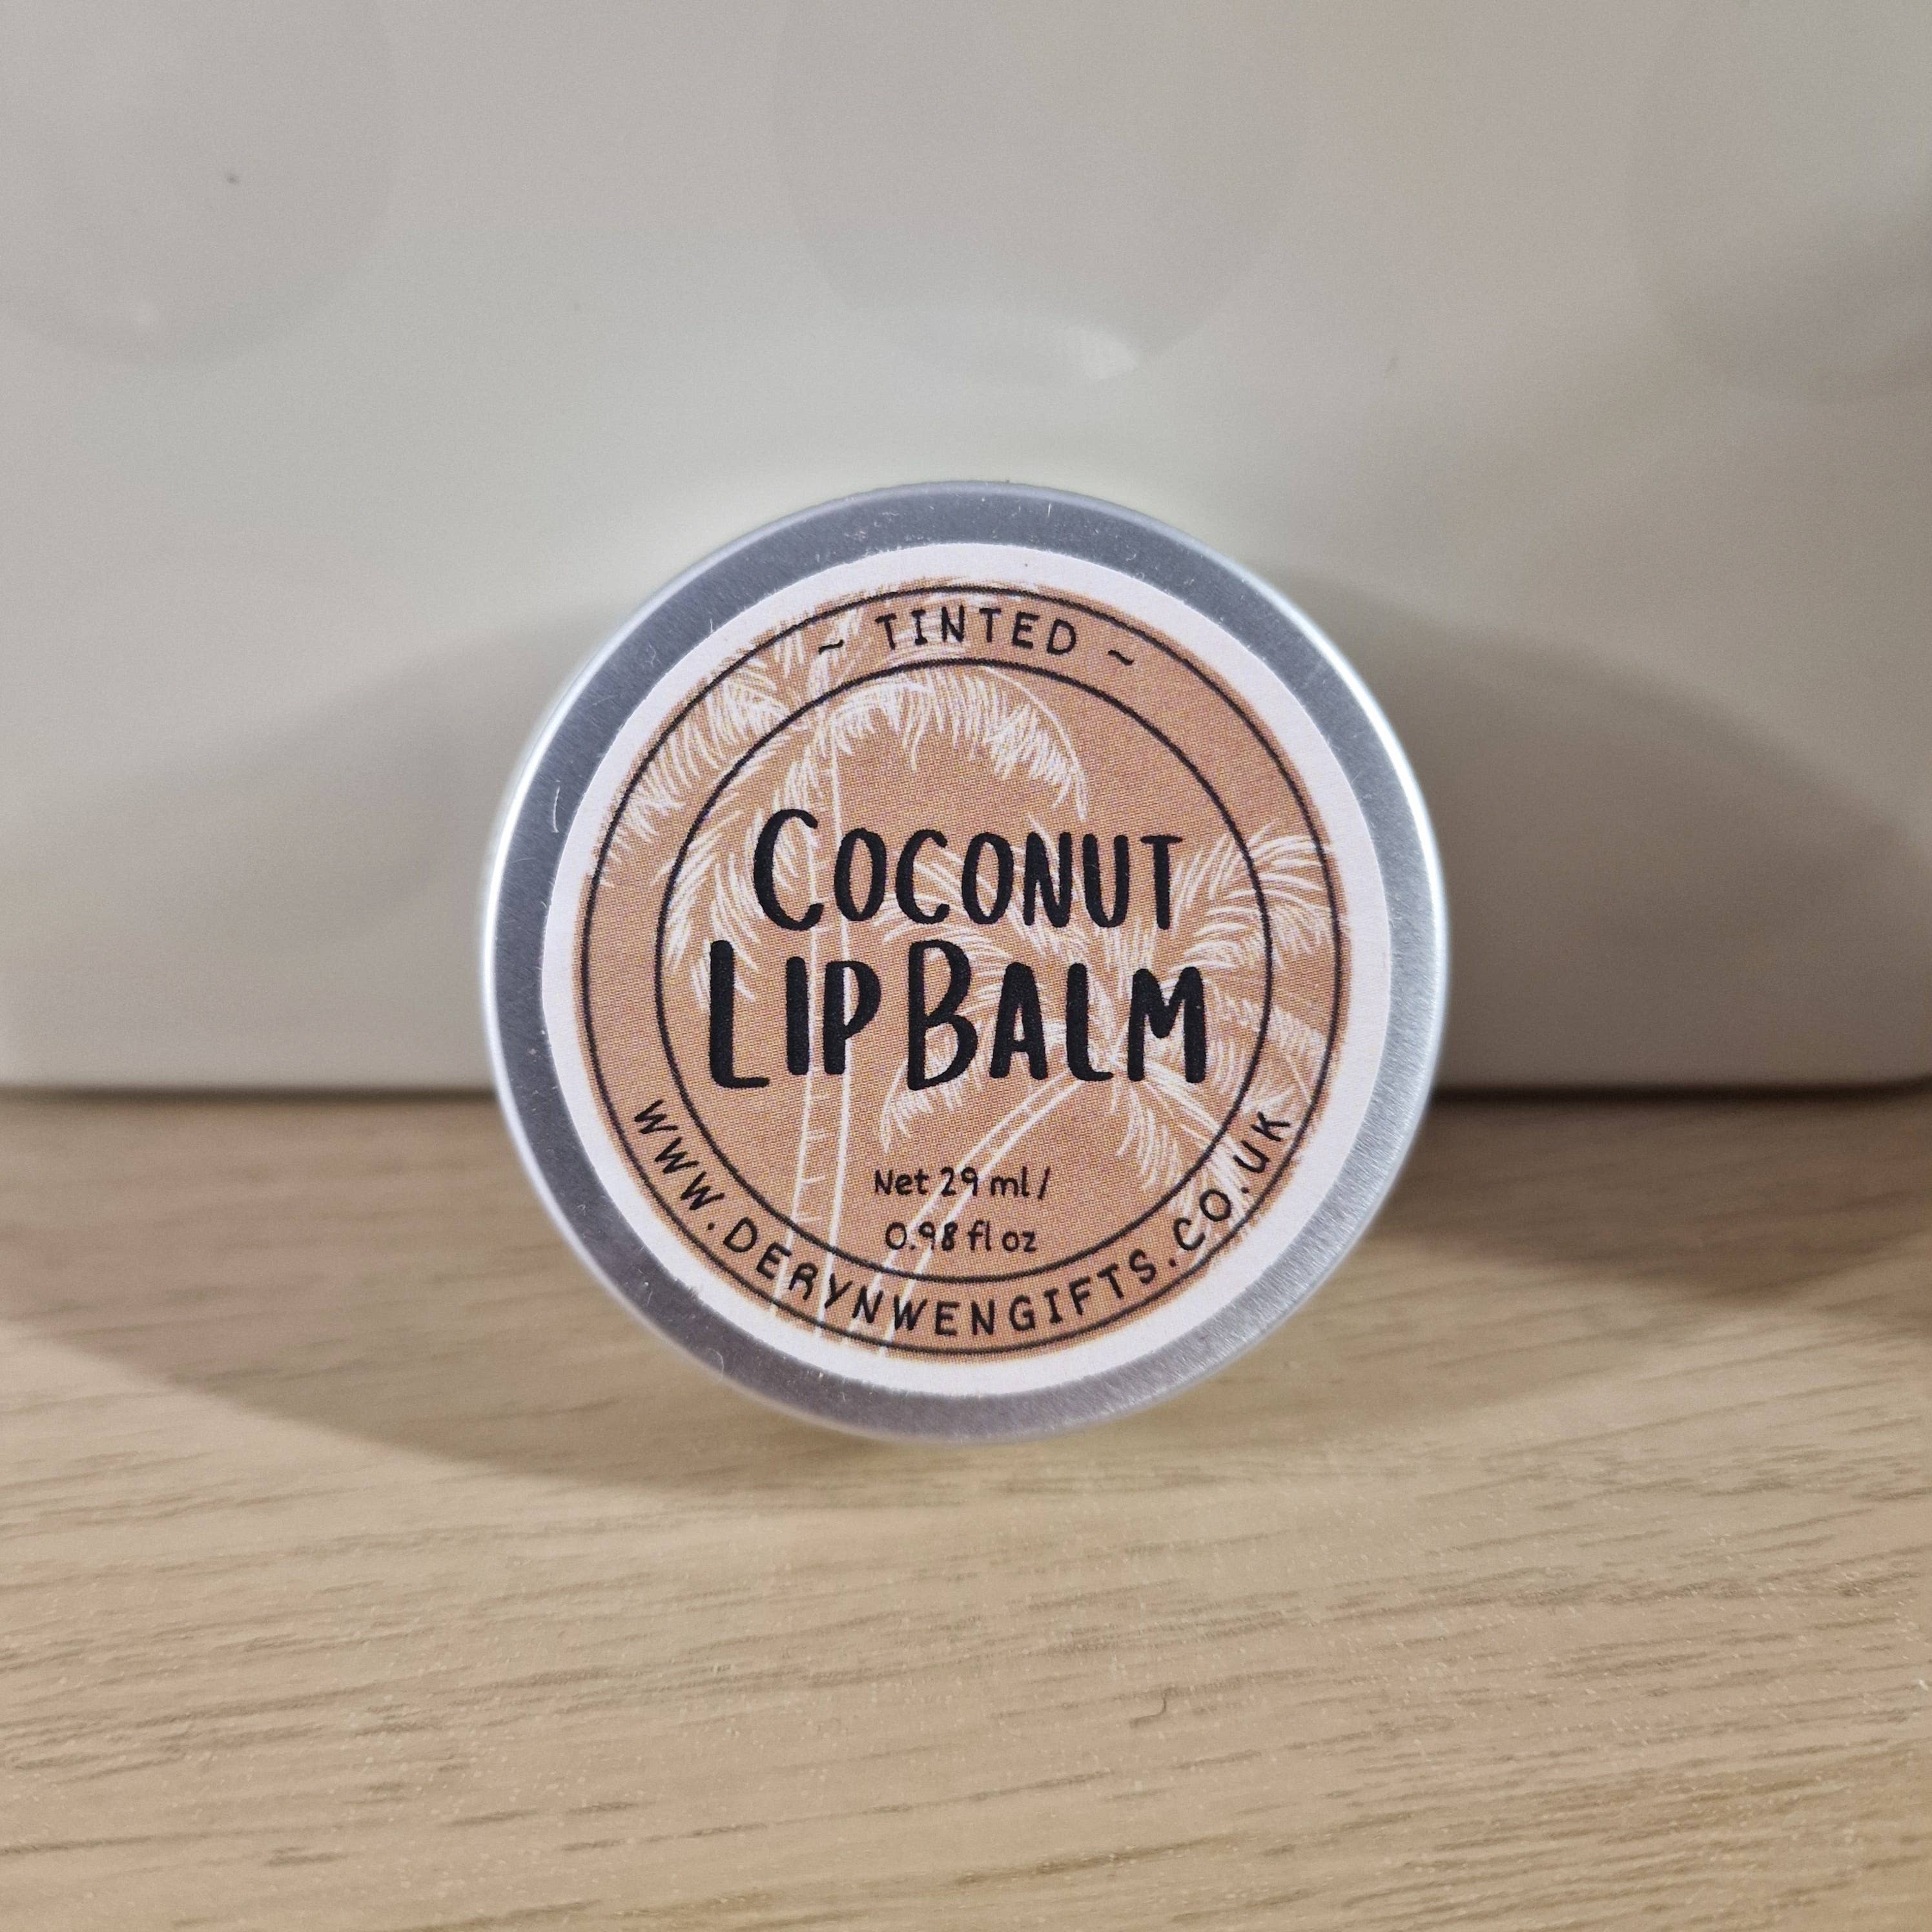 ~ TINTED ~
COCONUT
LIP BALM
Net 29 ml /
0.98 fl oz
WWW.DERYNWENGIFTS.CO.UK